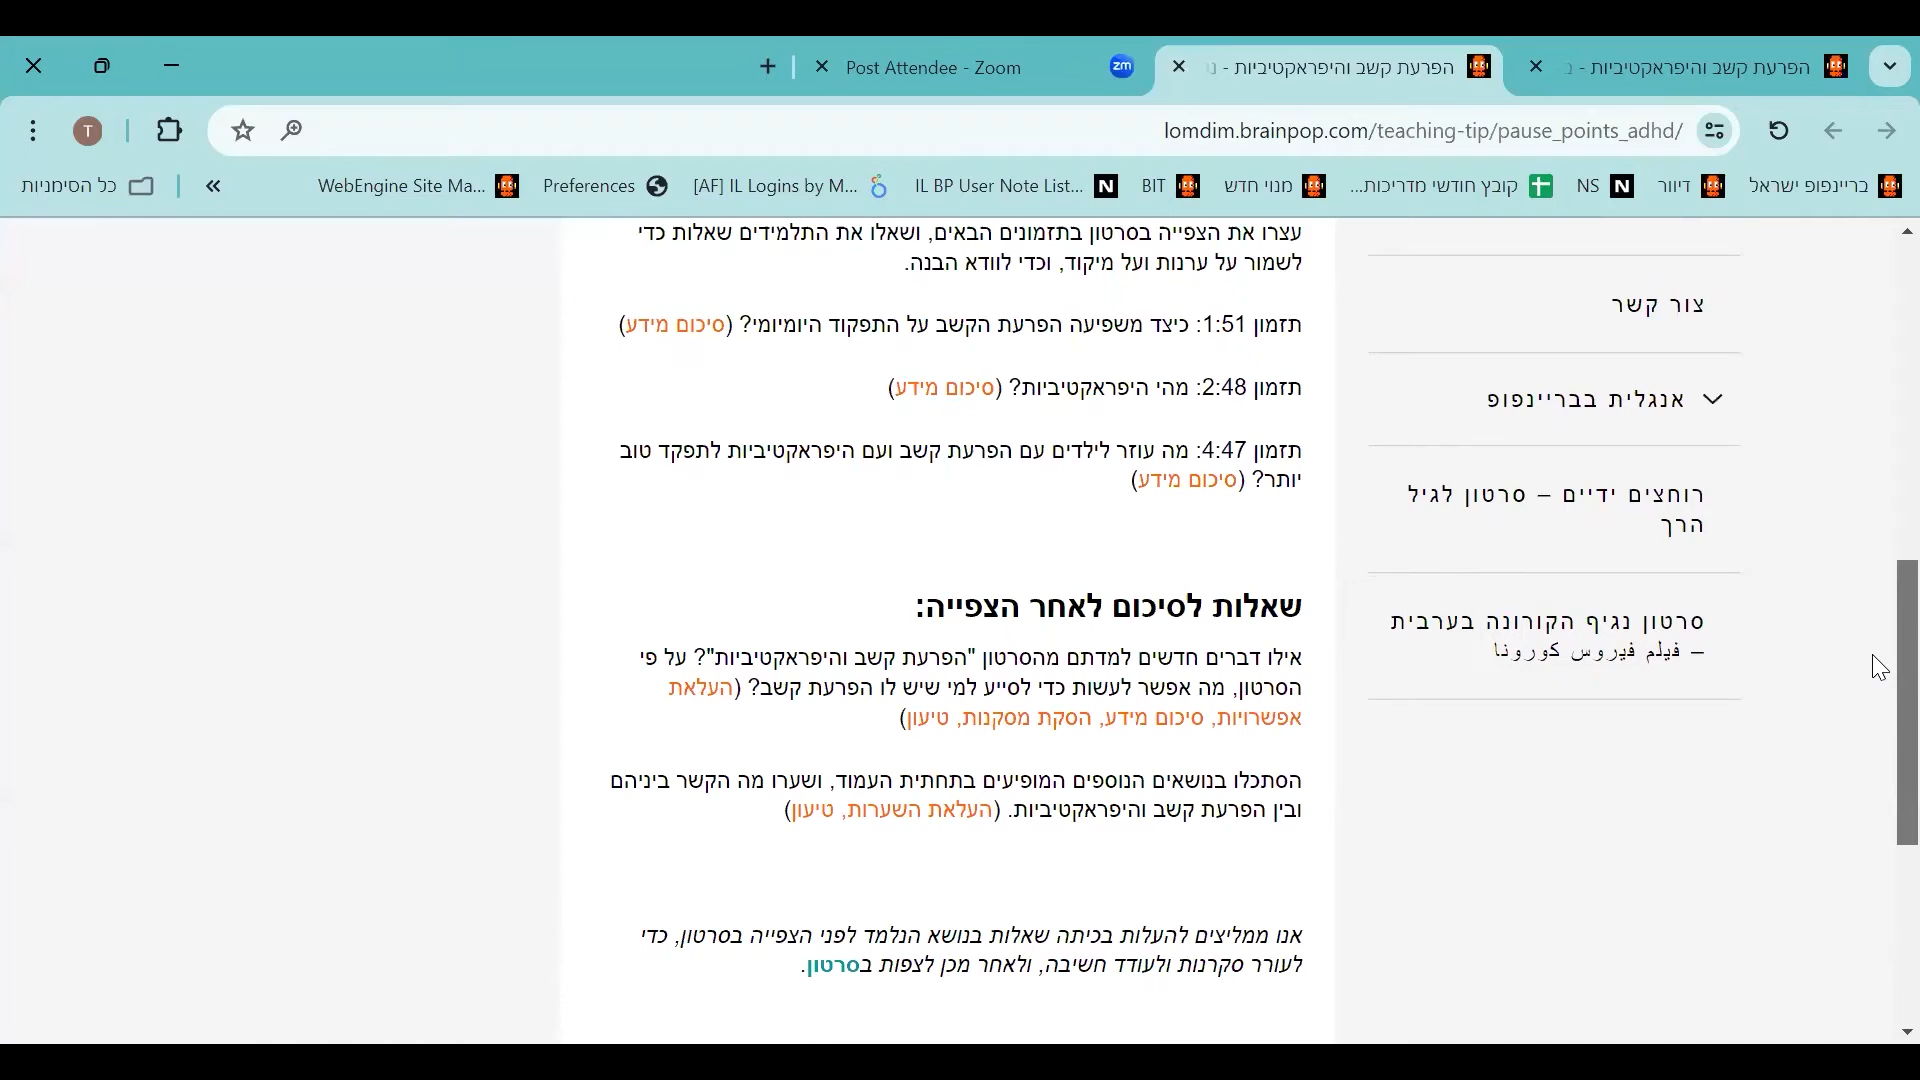 הפרעת קשב והיפראקטיביות - ב
הפרעת קשב והיפראקטיביות -
Post Attendee - Zoom
zm
lomdim.brainpop.com/teaching-tip/pause_points_adhd/
T
בריינפופ ישראל
דיוור
NS
קובץ חודשי מדריכות...
מנוי חדש
BIT
IL BP User Note List...
[AF] IL Logins by M...
Preferences
WebEngine Site Ma...
כל הסימניות
עצרו את הצפייה בסרטון בתזמונים הבאים, ושאלו את התלמידים שאלות כדי
לשמור על ערנות ועל מיקוד, וכדי לוודא הבנה.
תזמון 1:51: כיצד משפיעה הפרעת הקשב על התפקוד היומיומי? (סיכום מידע)
תזמון 2:48: מהי היפראקטיביות? (סיכום מידע)
תזמון 4:47: מה עוזר לילדים עם הפרעת קשב ועם היפראקטיביות לתפקד טוב
יותר? (סיכום מידע)
שאלות לסיכום לאחר הצפייה:
אילו דברים חדשים למדתם מהסרטון "הפרעת קשב והיפראקטיביות"? על פי
הסרטון, מה אפשר לעשות כדי לסייע למי שיש לו הפרעת קשב? (העלאת
אפשרויות, סיכום מידע, הסקת מסקנות, טיעון)
הסתכלו בנושאים הנוספים המופיעים בתחתית העמוד, ושערו מה הקשר ביניהם
ובין הפרעת קשב והיפראקטיביות. (העלאת השערות, טיעון)
אנו ממליצים להעלות בכיתה שאלות בנושא הנלמד לפני הצפייה בסרטון, כדי
לעורר סקרנות ולעודד חשיבה, ולאחר מכן לצפות בסרטון.
צור קשר
אנגלית בבריינפופ
רוחצים ידיים – סרטון לגיל
הרך
סרטון נגיף הקורונה בערבית
– فيلم فيروس كورونا